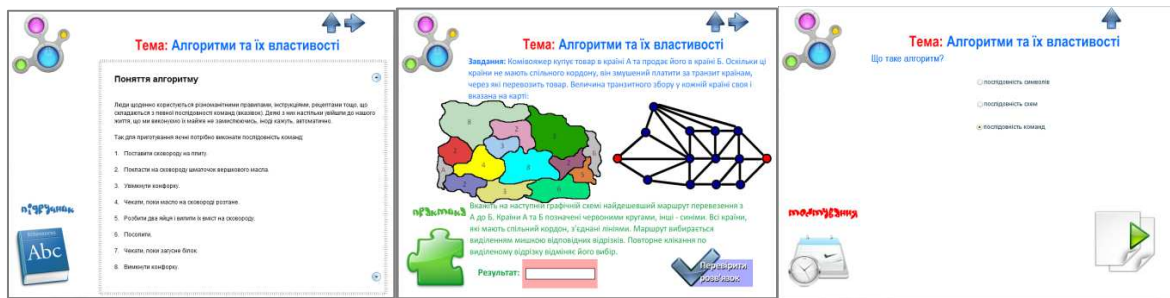 Тема: Алгоритми та їх властивості
Поняття алгоритму
Люди щоденно користуються різноманітними правилами, інструкціями, рецептами тощо, що
складаються з певної послідовності команд (вказівок). Деякі з них настільки увійшли до нашого
життя, що ми виконуємо їх майже не замислюючись, іноді кажуть, автоматично.
Так для приготування яєчні потрібно виконати послідовність команд:
1. Поставити сковороду на плиту.
2. Покласти на сковороду шматочок вершкового масла.
3. Увімкнути конфорку.
4. Чекати, поки масло на сковороді розтане.
5. Розбити два яйця і вилити їх вміст на сковороду.
6. Посолити.
7. Чекати, поки загусне білок.
8. Вимкнути конфорку.
підручник
Abc
Тема: Алгоритми та їх властивості
Завдання: Комівояжер купує товар в країні А та продає його в країні Б. Оскільки ці
країни не мають спільного кордону, він змушений платити за транзит країнам,
через які перевозить товар. Величина транзитного збору у кожній країні своя і
вказана на карті:
практика
Вкажіть на наступній графічній схемі найдешевший маршрут перевезення з
А до Б. Країни А та Б позначені червоними кругами, інші - синіми. Всі країни,
які мають спільний кордон, з'єднані лініями. Маршрут вибирається
виділенням мишкою відповідних відрізків. Повторне клікання по
виділеному відрізку відміняє його вибір.
Результат:
Перевірити
розв'язок
Тема: Алгоритми та їх властивості
Що таке алгоритм?
послідовність символів
послідовність схем
послідовність команд
тестування